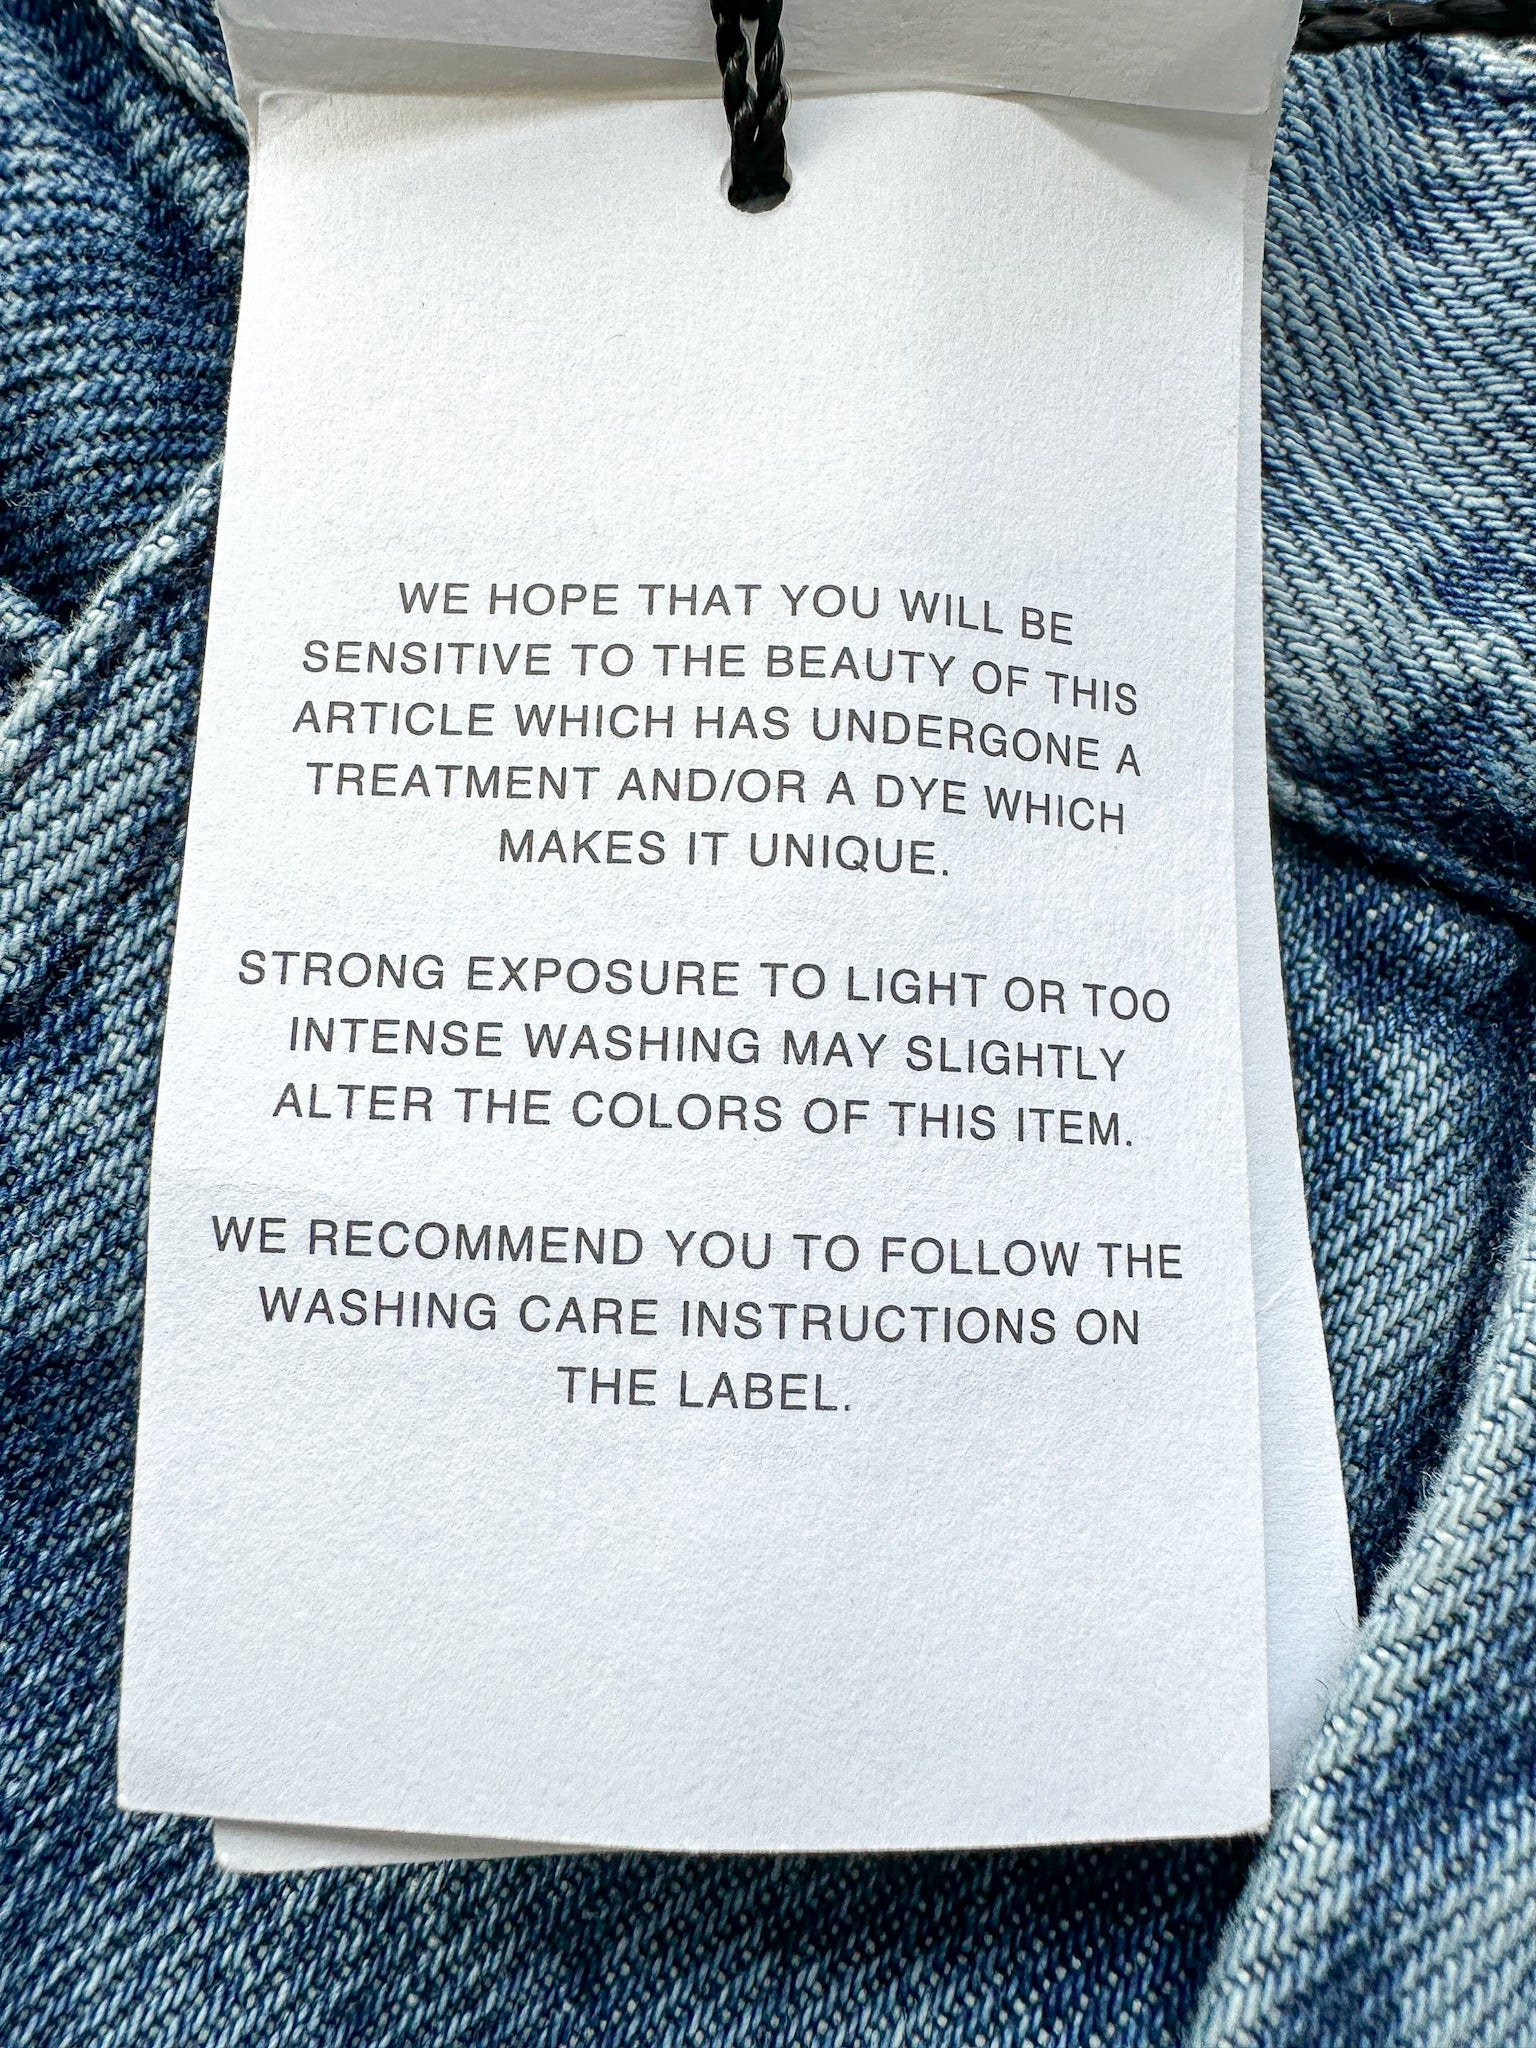 WE HOPE THAT YOU WILL BE
SENSITIVE TO THE BEAUTY OF THIS
ARTICLE WHICH HAS UNDERGONE A
TREATMENT AND/OR A DYE WHICH
MAKES IT UNIQUE.
STRONG EXPOSURE TO LIGHT OR TOO
INTENSE WASHING MAY SLIGHTLY
ALTER THE COLORS OF THIS ITEM.
WE RECOMMEND YOU TO FOLLOW THE
WASHING CARE INSTRUCTIONS ON
THE LABEL.